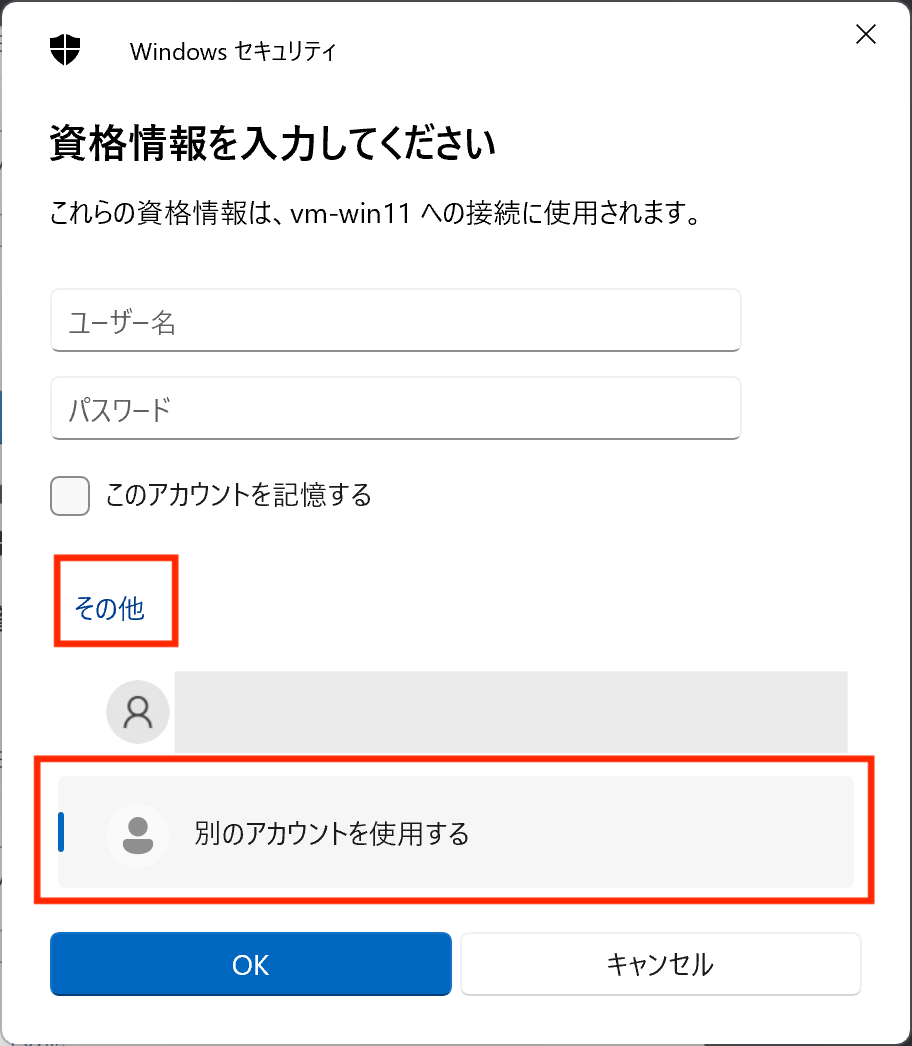 Windows セキュリティ
資格情報を入力してください
これらの資格情報は、vm-win11 への接続に使用されます。
ユーザー名
パスワード
このアカウントを記憶する
その他
別のアカウントを使用する
OK
キャンセル